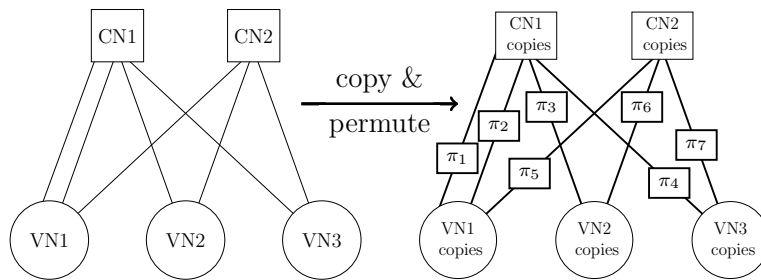 CN1
CN2
VN1
VN2
VN3
copy &
permute
CN1
copies
CN2
copies
π₁
π₂
π₃
π₆
π₅
π₄
π₇
VN1
copies
VN2
copies
VN3
copies